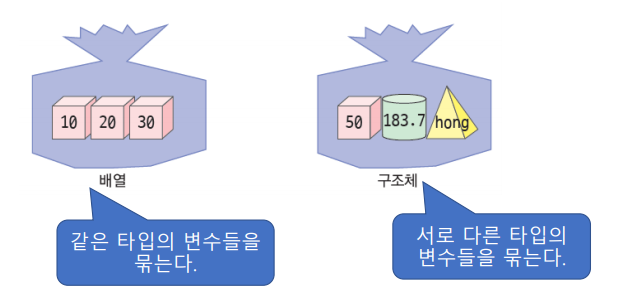 10 20 30
50 183.7 hong
배열
구조체
같은 타입의 변수들을
묶는다.
서로 다른 타입의
변수들을 묶는다.